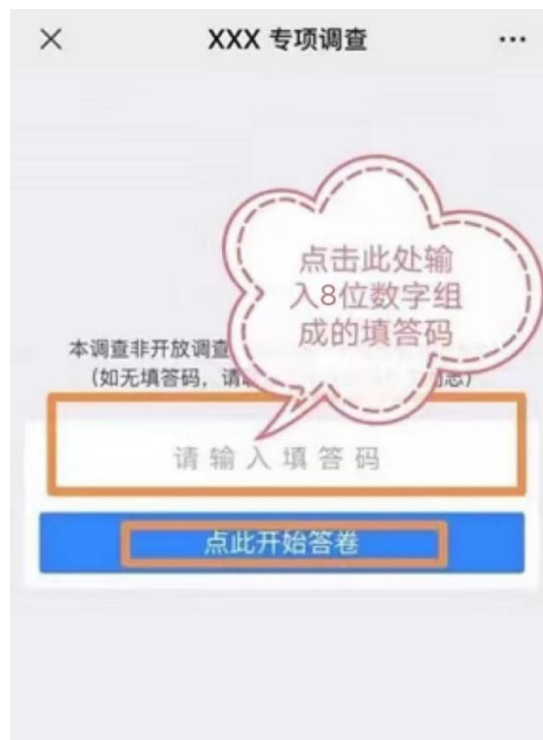 XXX 专项调查
点击此处输
入8位数字组
成的填答码
本调查非开放调查
(如无填答码，请
请输入填答码
点此开始答卷